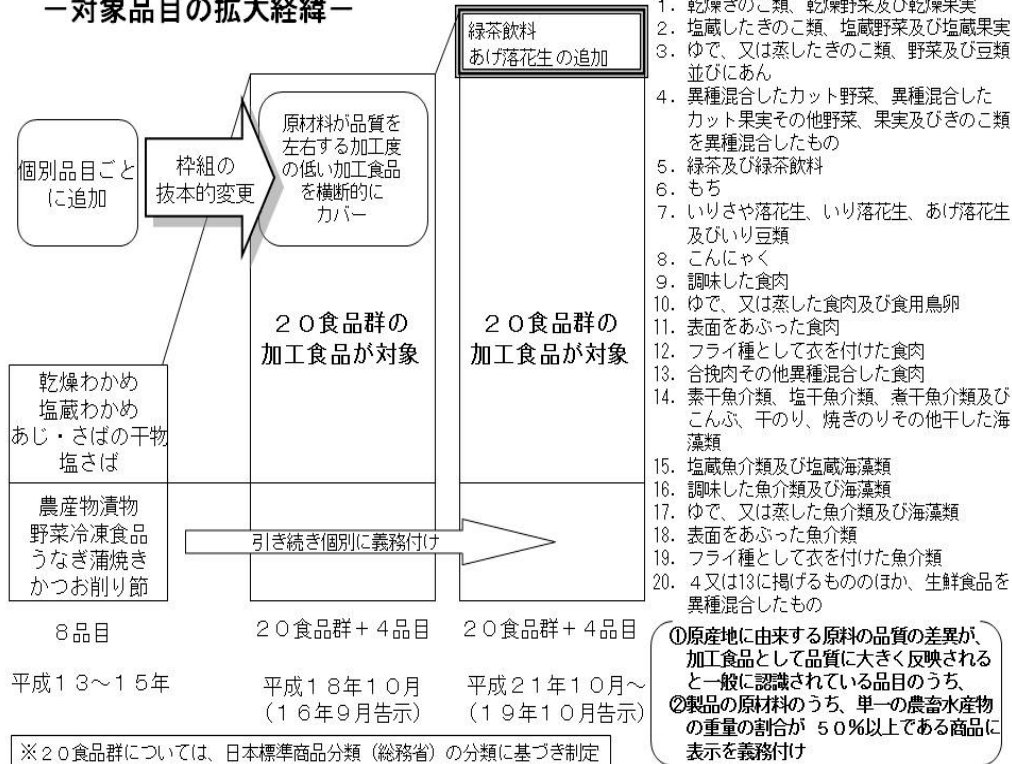 －対象品目の拡大経緯－
緑茶飲料
あげ落花生の追加
個別品目ごと
に追加
枠組の
抜本的変更
原材料が品質を
左右する加工度
の低い加工食品
を横断的に
カバー
２０食品群の
加工食品が対象
２０食品群の
加工食品が対象
乾燥わかめ
塩蔵わかめ
あじ・さばの干物
塩さば
農産物漬物
野菜冷凍食品
うなぎ蒲焼き
かつお削り節
引き続き個別に義務付け
８品目
２０食品群＋４品目
２０食品群＋４品目
平成１３～１５年
平成１８年１０月
（１６年９月告示）
平成２１年１０月～
（１９年１０月告示）
※２０食品群については、日本標準商品分類（総務省）の分類に基づき制定
1. 乾燥きのこ類、乾燥野菜及び乾燥果実
2. 塩蔵したきのこ類、塩蔵野菜及び塩蔵果実
3. ゆで、又は蒸したきのこ類、野菜及び豆類
並びにあん
4. 異種混合したカット野菜、異種混合した
カット果実その他野菜、果実及びきのこ類
を異種混合したもの
5. 緑茶及び緑茶飲料
6. もち
7. いりさや落花生、いり落花生、あげ落花生
及びいり豆類
8. こんにゃく
9. 調味した食肉
10. ゆで、又は蒸した食肉及び食用鳥卵
11. 表面をあぶった食肉
12. フライ種として衣を付けた食肉
13. 合挽肉その他異種混合した食肉
14. 素干魚介類、塩干魚介類、煮干魚介類及び
こんぶ、干のり、焼きのりその他干した海
藻類
15. 塩蔵魚介類及び塩蔵海藻類
16. 調味した魚介類及び海藻類
17. ゆで、又は蒸した魚介類及び海藻類
18. 表面をあぶった魚介類
19. フライ種として衣を付けた魚介類
20. ４又は13に掲げるもののほか、生鮮食品を
異種混合したもの
①原産地に由来する原料の品質の差異が、
加工食品として品質に大きく反映される
と一般に認識されている品目のうち、
②製品の原材料のうち、単一の農畜水産物
の重量の割合が ５０％以上である商品に
表示を義務付け